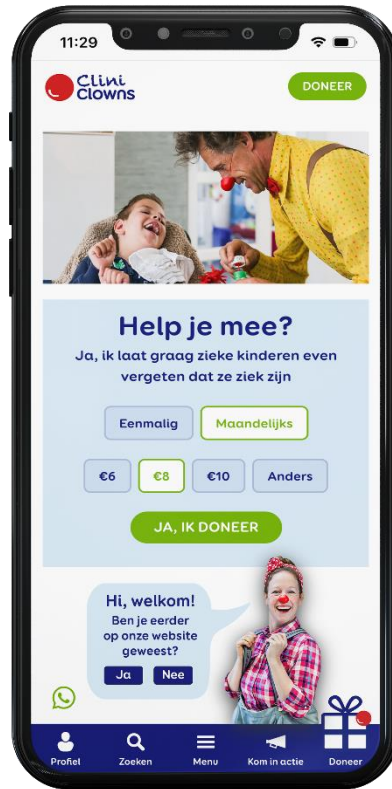 11:29
Clini
Clowns
DONEER
Help je mee?
Ja, ik laat graag zieke kinderen even
vergeten dat ze ziek zijn
Eenmalig
Maandelijks
€6
€8
€10
Anders
JA, IK DONEER
Hi, welkom!
Ben je eerder
op onze website
geweest?
Ja
Nee
Profiel
Zoeken
Menu
Kom in actie
Doneer